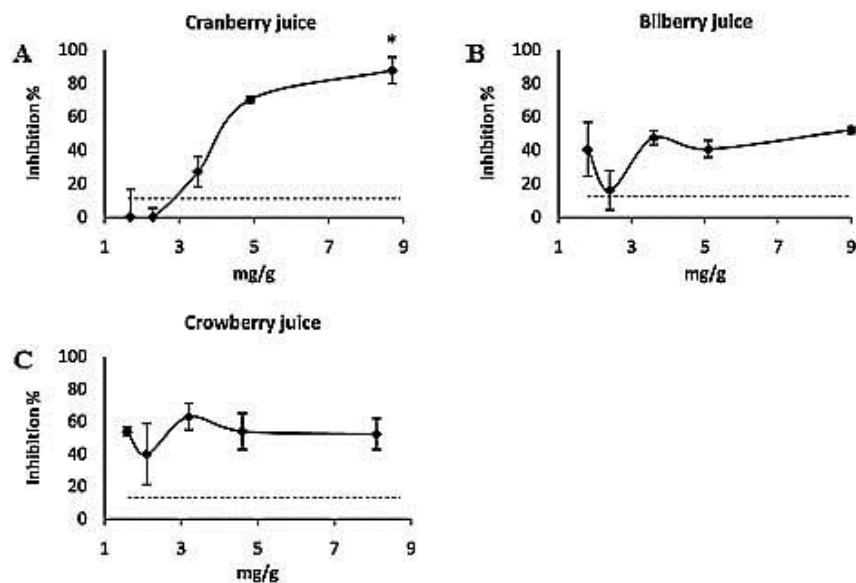 Cranberry juice
A
*
100
80
60
40
20
0
Inhibition %
1 3 5 7 9
mg/g
Bilberry juice
B
100
80
60
40
20
0
Inhibition %
1 3 5 7 9
mg/g
Crowberry juice
C
100
80
60
40
20
0
Inhibition %
1 3 5 7 9
mg/g